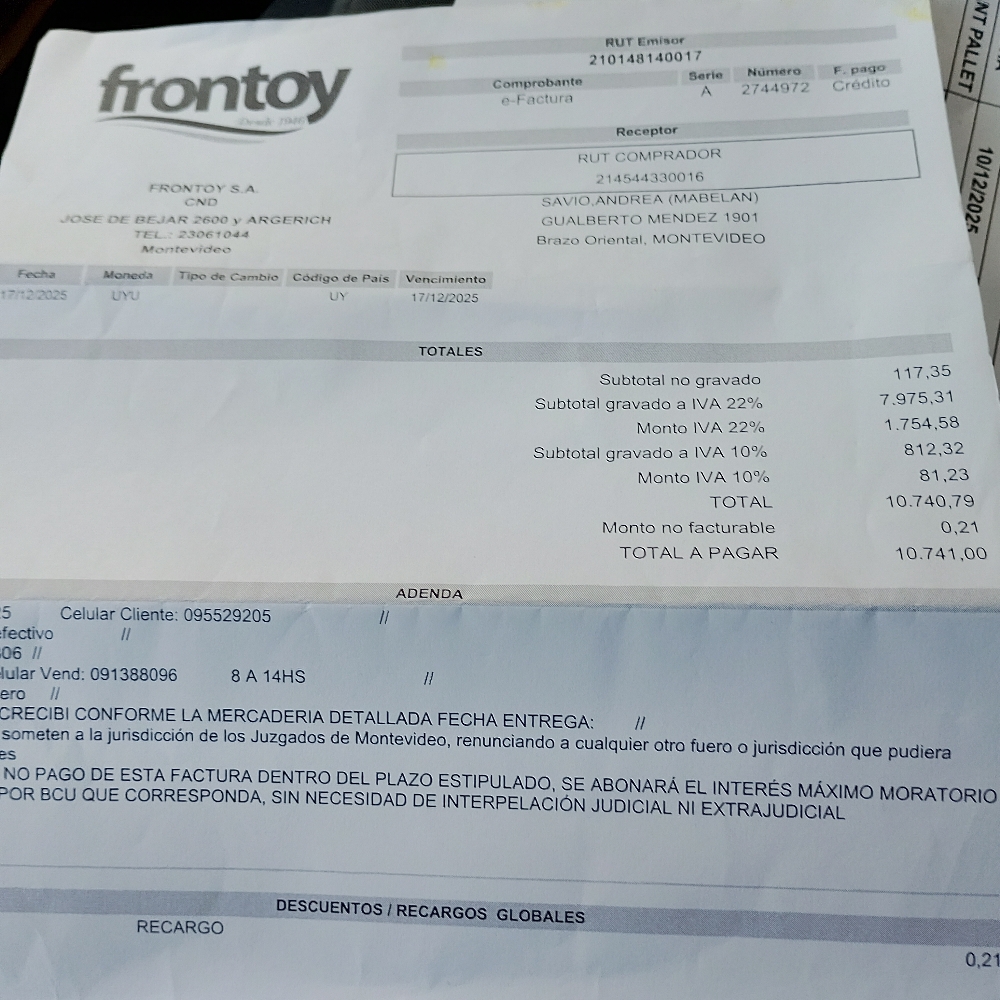 frontoy
Desde 1946
RUT Emisor
210148140017
Comprobante Serie Número F. pago
e-Factura A 2744972 Crédito
Receptor
RUT COMPRADOR
214544330016
SAVIO,ANDREA (MABELAN)
GUALBERTO MENDEZ 1901
Brazo Oriental, MONTEVIDEO
FRONTOY S.A.
CND
JOSE DE BEJAR 2600 y ARGERICH
TEL.: 23061044
Montevideo
Fecha Moneda Tipo de Cambio Código de País Vencimiento
17/12/2025 UYU UY 17/12/2025
TOTALES
Subtotal no gravado 117,35
Subtotal gravado a IVA 22% 7.975,31
Monto IVA 22% 1.754,58
Subtotal gravado a IVA 10% 812,32
Monto IVA 10% 81,23
TOTAL 10.740,79
Monto no facturable 0,21
TOTAL A PAGAR 10.741,00
ADENDA
5 Celular Cliente: 095529205 //
fectivo //
06 //
lular Vend: 091388096 8 A 14HS //
ero //
CRECIBI CONFORME LA MERCADERIA DETALLADA FECHA ENTREGA: //
someten a la jurisdicción de los Juzgados de Montevideo, renunciando a cualquier otro fuero o jurisdicción que pudiera
es
NO PAGO DE ESTA FACTURA DENTRO DEL PLAZO ESTIPULADO, SE ABONARÁ EL INTERÉS MÁXIMO MORATORIO
POR BCU QUE CORRESPONDA, SIN NECESIDAD DE INTERPELACIÓN JUDICIAL NI EXTRAJUDICIAL
DESCUENTOS / RECARGOS GLOBALES
RECARGO 0,21
NT PALLET
10/12/2025